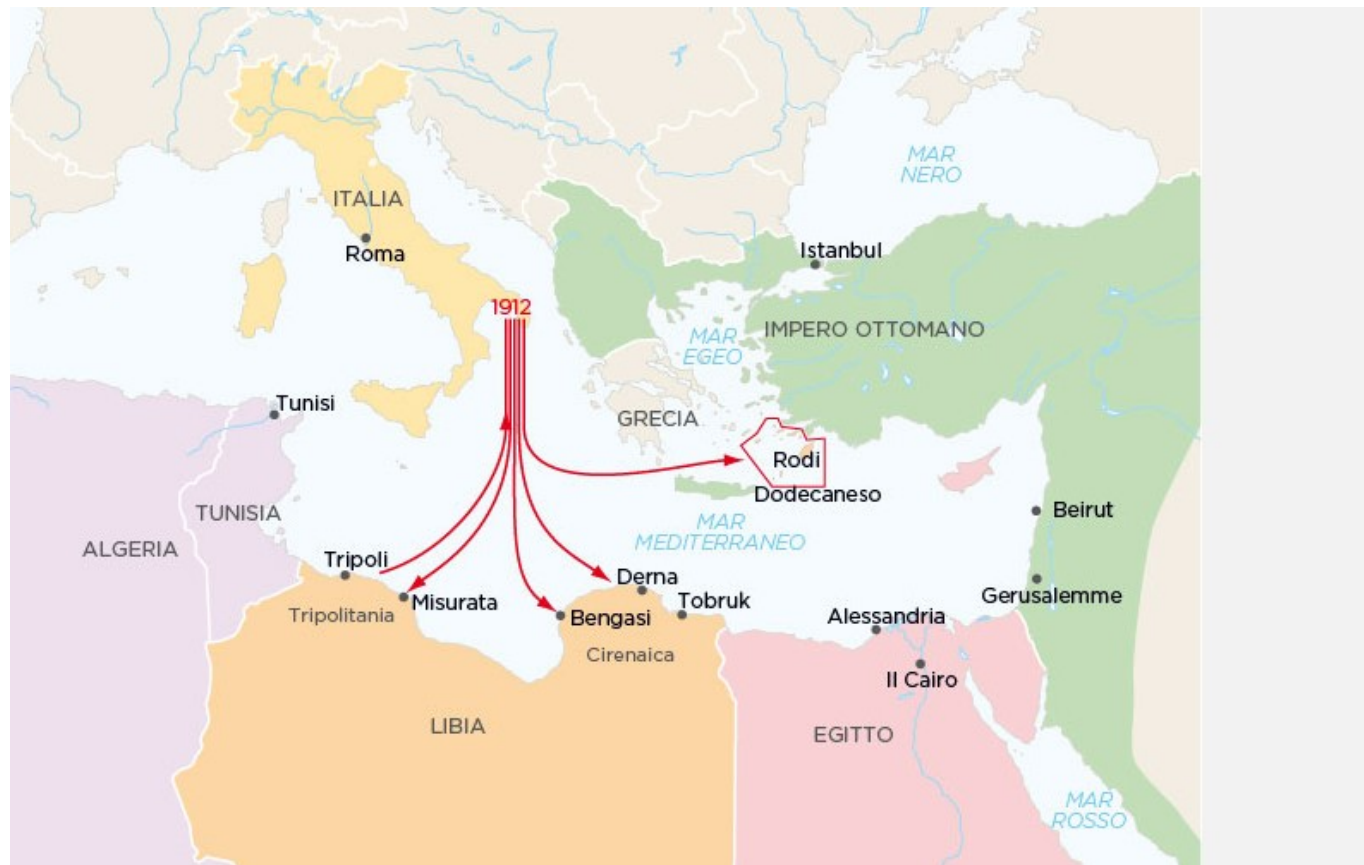 MAR
NERO
ITALIA
Roma
Istanbul
1912
IMPERO OTTOMANO
MAR
EGEO
Tunisi
GRECIA
Rodi
Dodecaneso
TUNISIA
MAR
MEDITERRANEO
Beirut
ALGERIA
Tripoli
Derna
Misurata
Tripolitania
Bengasi
Tobruk
Gerusalemme
Alessandria
Cirenaica
Il Cairo
LIBIA
EGITTO
MAR
ROSSO